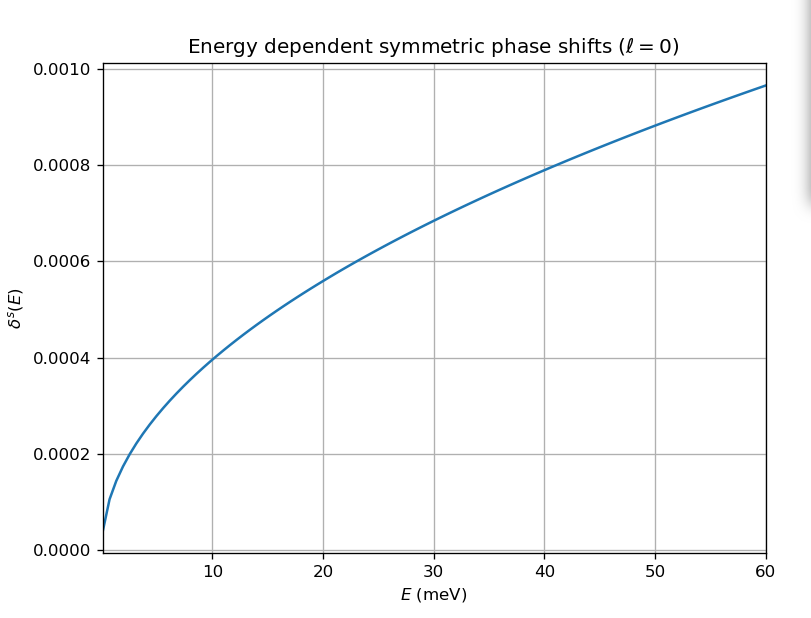 Energy dependent symmetric phase shifts (ℓ = 0)
0.0010
0.0008
0.0006
0.0004
0.0002
0.0000
δˢ(E)
10 20 30 40 50 60
E (meV)